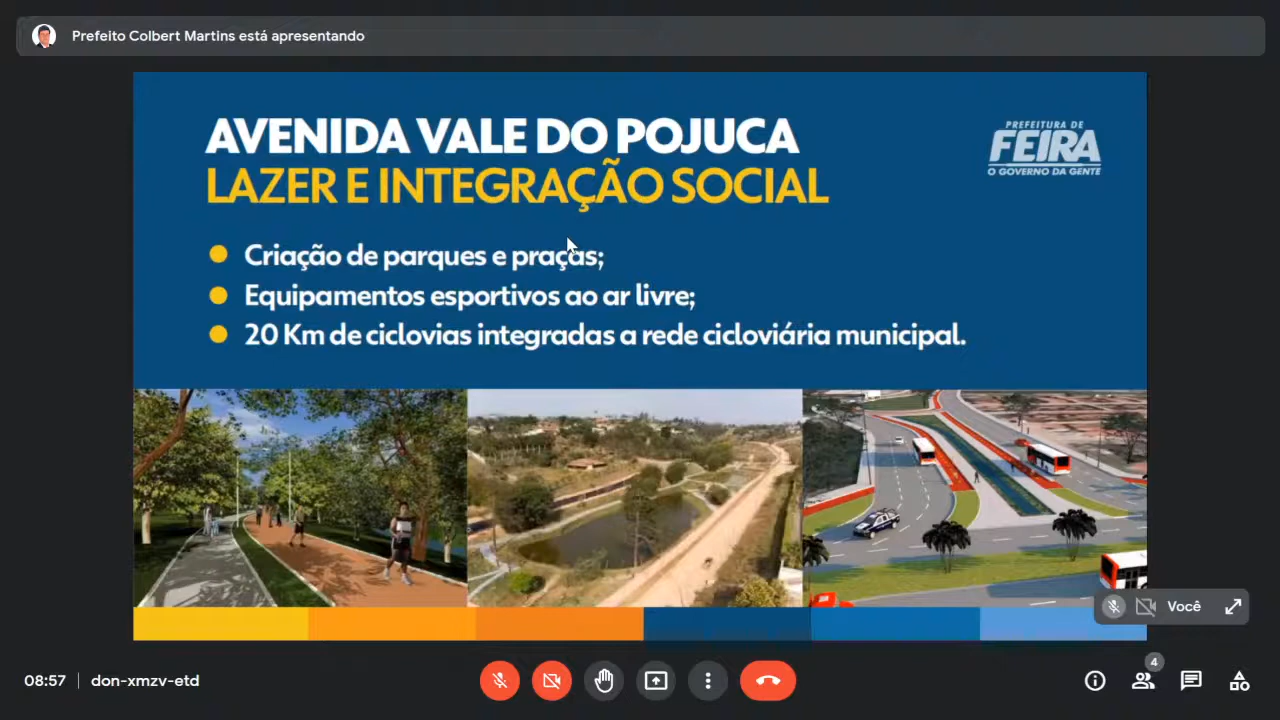 Prefeito Colbert Martins está apresentando
AVENIDA VALE DO POJUCA
LAZER E INTEGRAÇÃO SOCIAL
PREFEITURA DE
FEIRA
O GOVERNO DA GENTE
Criação de parques e praças;
Equipamentos esportivos ao ar livre;
20 Km de ciclovias integradas a rede cicloviária municipal.
Você
08:57
don-xmzv-etd
4